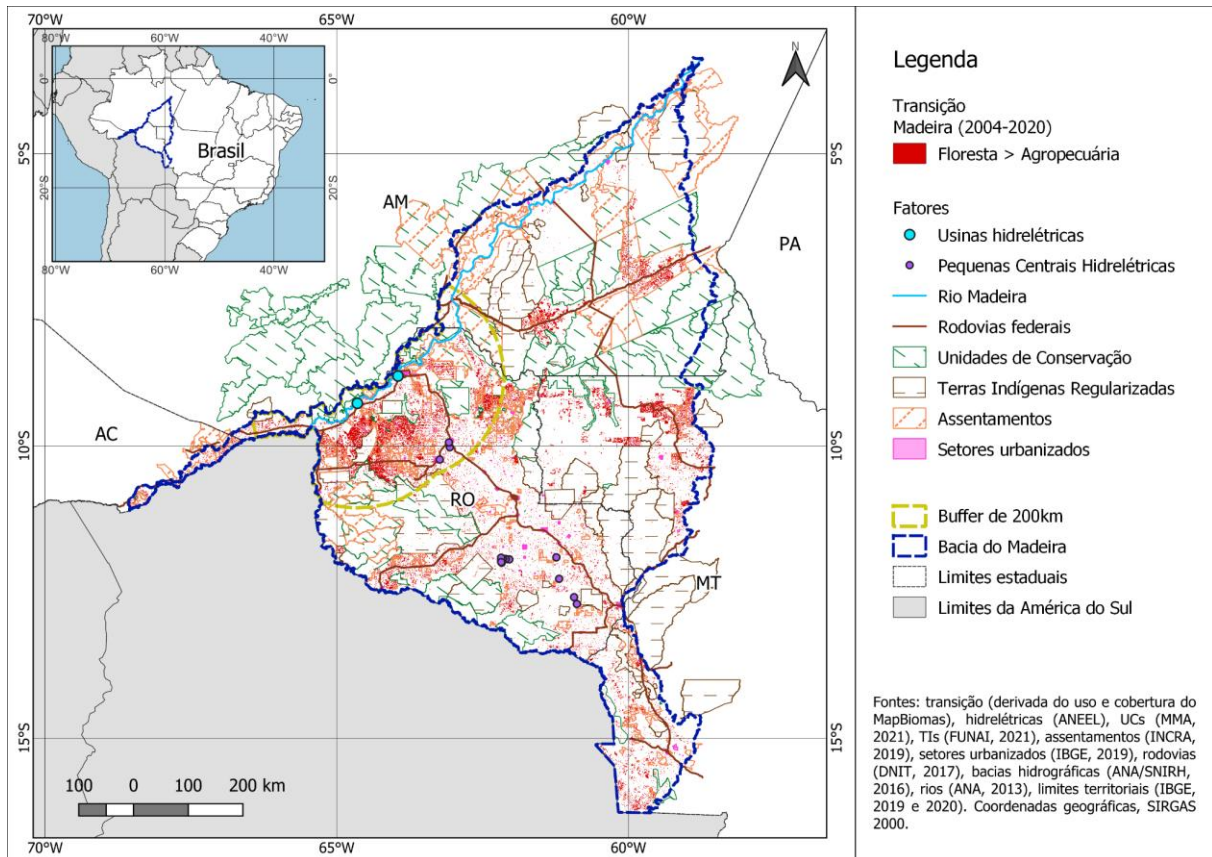 70°W
65°W
60°W
80°W
60°W
40°W
N
0°
0°
Brasil
20°S
20°S
80°W
60°W
40°W
5°S
5°S
AM
PA
AC
10°S
10°S
RO
MT
15°S
15°S
100 0 100 200 km
70°W
65°W
60°W
Legenda
Transição
Madeira (2004-2020)
Floresta > Agropecuária
Fatores
Usinas hidrelétricas
Pequenas Centrais Hidrelétricas
Rio Madeira
Rodovias federais
Unidades de Conservação
Terras Indígenas Regularizadas
Assentamentos
Setores urbanizados
Buffer de 200km
Bacia do Madeira
Limites estaduais
Limites da América do Sul
Fontes: transição (derivada do uso e cobertura do
MapBiomas), hidrelétricas (ANEEL), UCs (MMA,
2021), TIs (FUNAI, 2021), assentamentos (INCRA,
2019), setores urbanizados (IBGE, 2019), rodovias
(DNIT, 2017), bacias hidrográficas (ANA/SNIRH,
2016), rios (ANA, 2013), limites territoriais (IBGE,
2019 e 2020). Coordenadas geográficas, SIRGAS
2000.